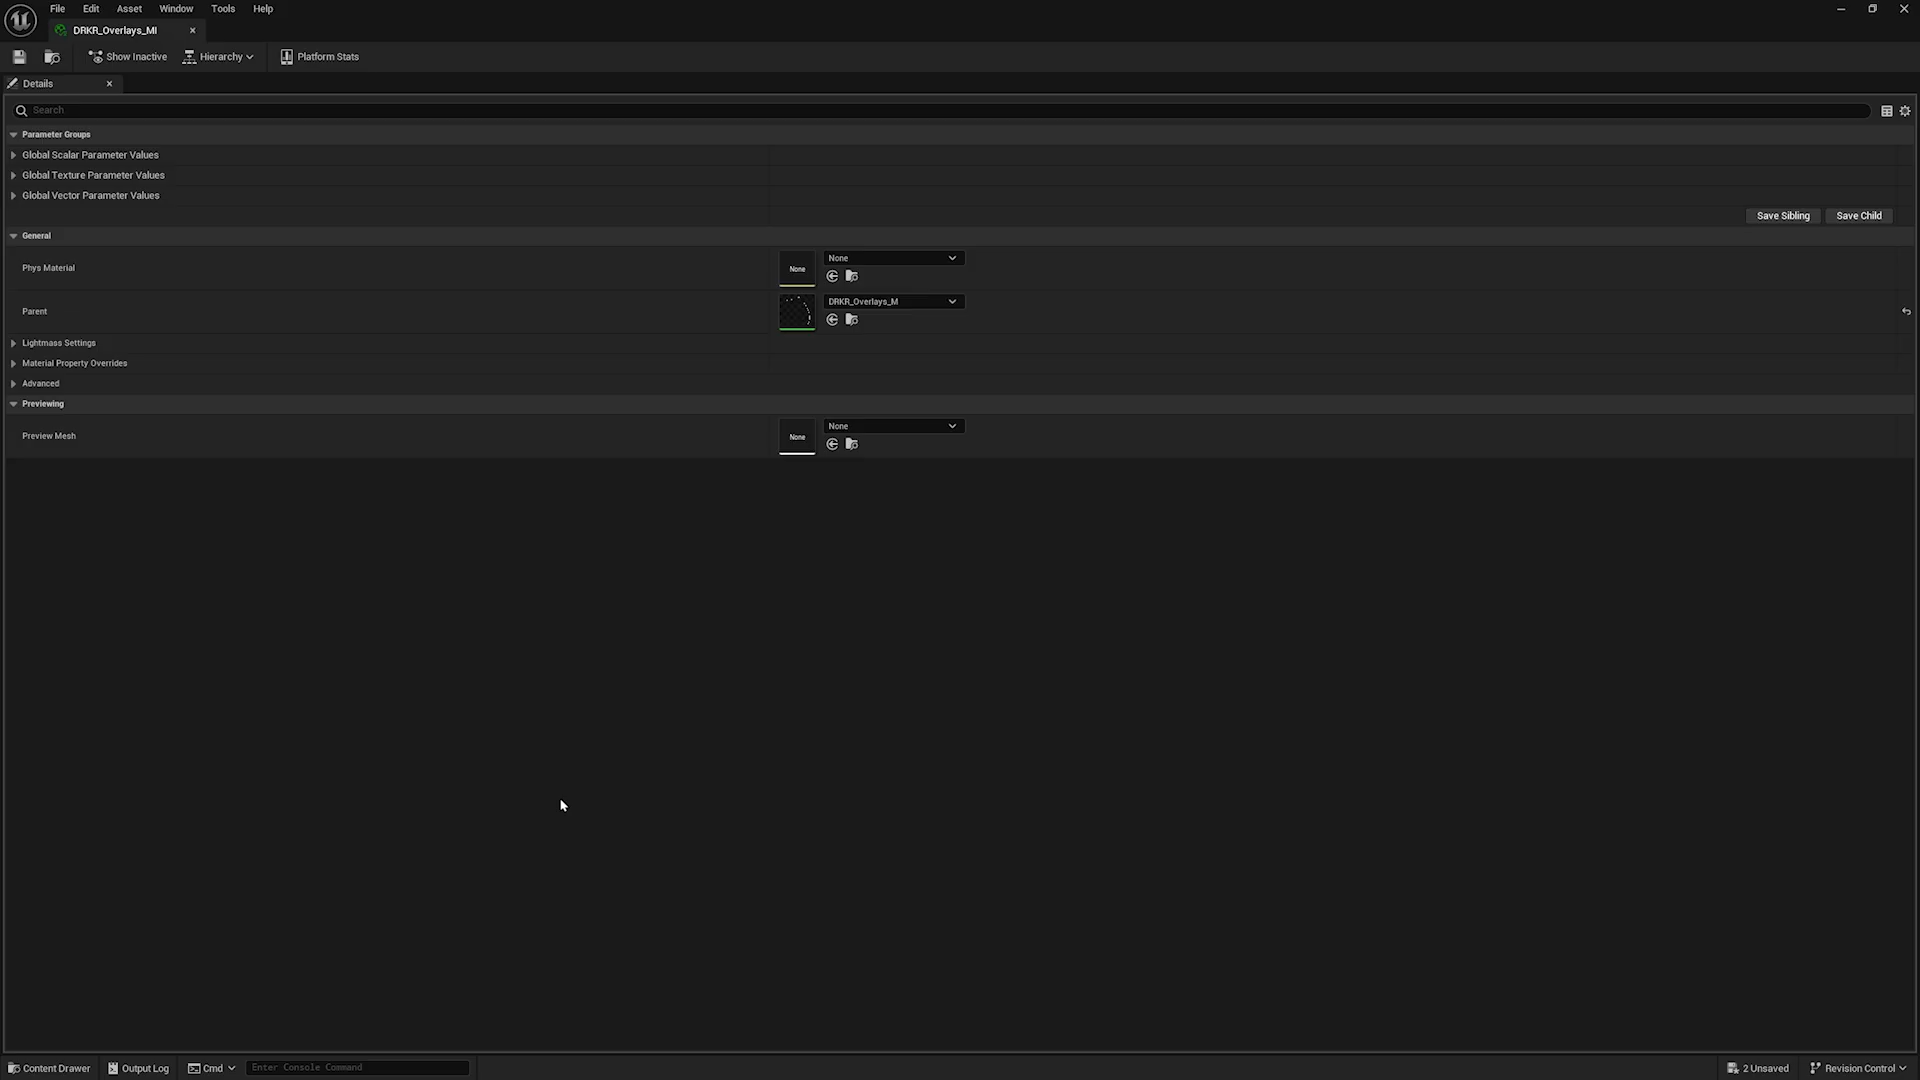 File Edit Asset Window Tools Help
DRKR_Overlays_MI
Show Inactive Hierarchy Platform Stats
Details
Search
Parameter Groups
Global Scalar Parameter Values
Global Texture Parameter Values
Global Vector Parameter Values
Save Sibling Save Child
General
Phys Material None None
Parent DRKR_Overlays_M
Lightmass Settings
Material Property Overrides
Advanced
Previewing
Preview Mesh None None
Content Drawer Output Log Cmd Enter Console Command 2 Unsaved Revision Control